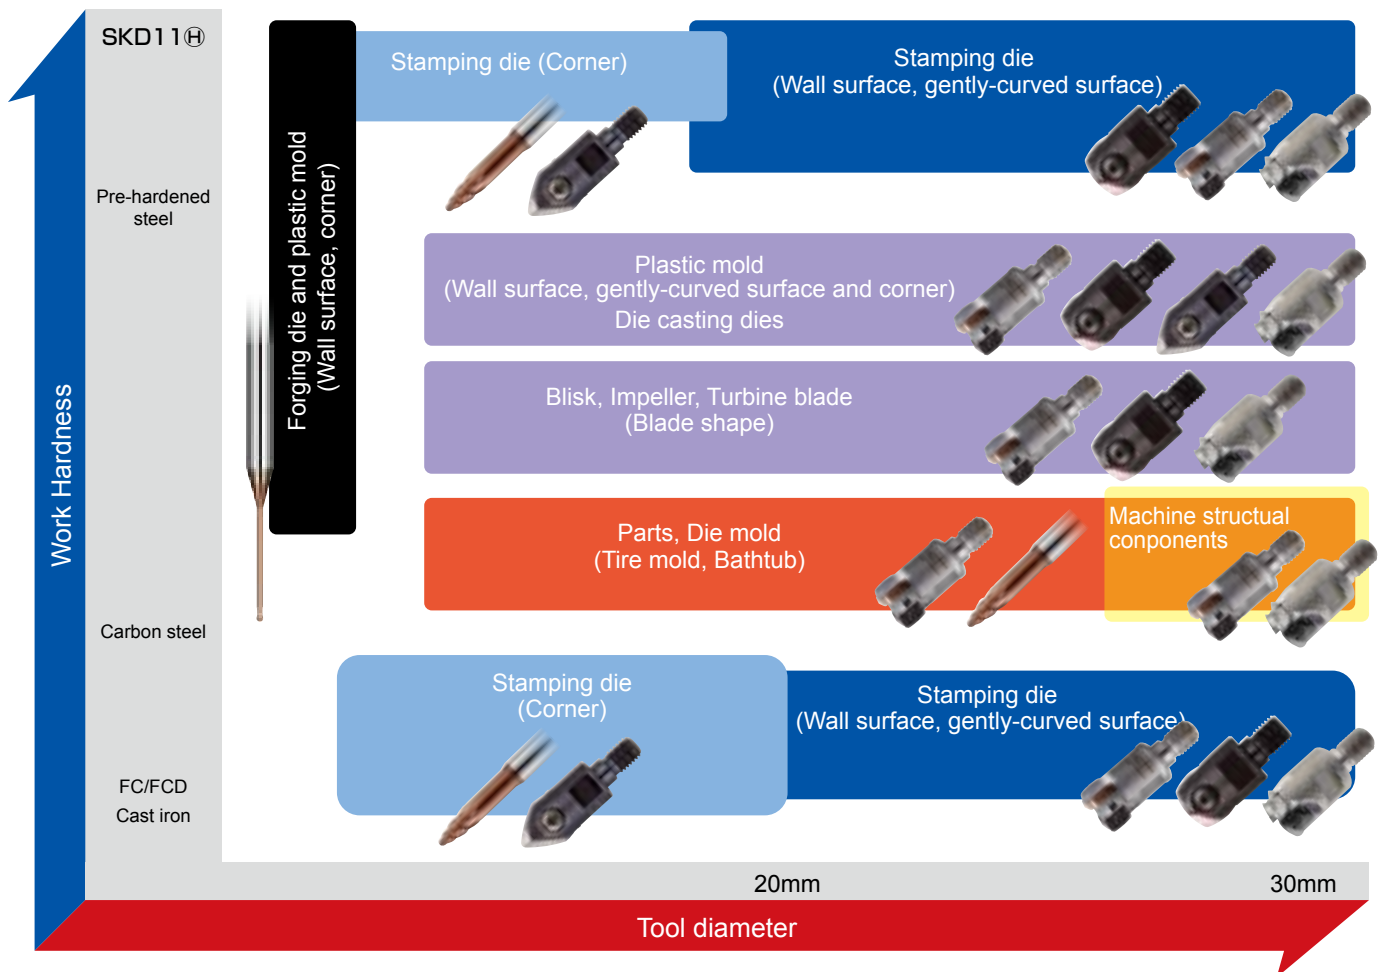 SKD11Ⓗ
Stamping die (Corner)
Stamping die
(Wall surface, gently-curved surface)
Pre-hardened
steel
Forging die and plastic mold
(Wall surface, corner)
Plastic mold
(Wall surface, gently-curved surface and corner)
Die casting dies
Blisk, Impeller, Turbine blade
(Blade shape)
Work Hardness
Parts, Die mold
(Tire mold, Bathtub)
Machine structual
conponents
Carbon steel
Stamping die
(Corner)
Stamping die
(Wall surface, gently-curved surface)
FC/FCD
Cast iron
20mm
30mm
Tool diameter